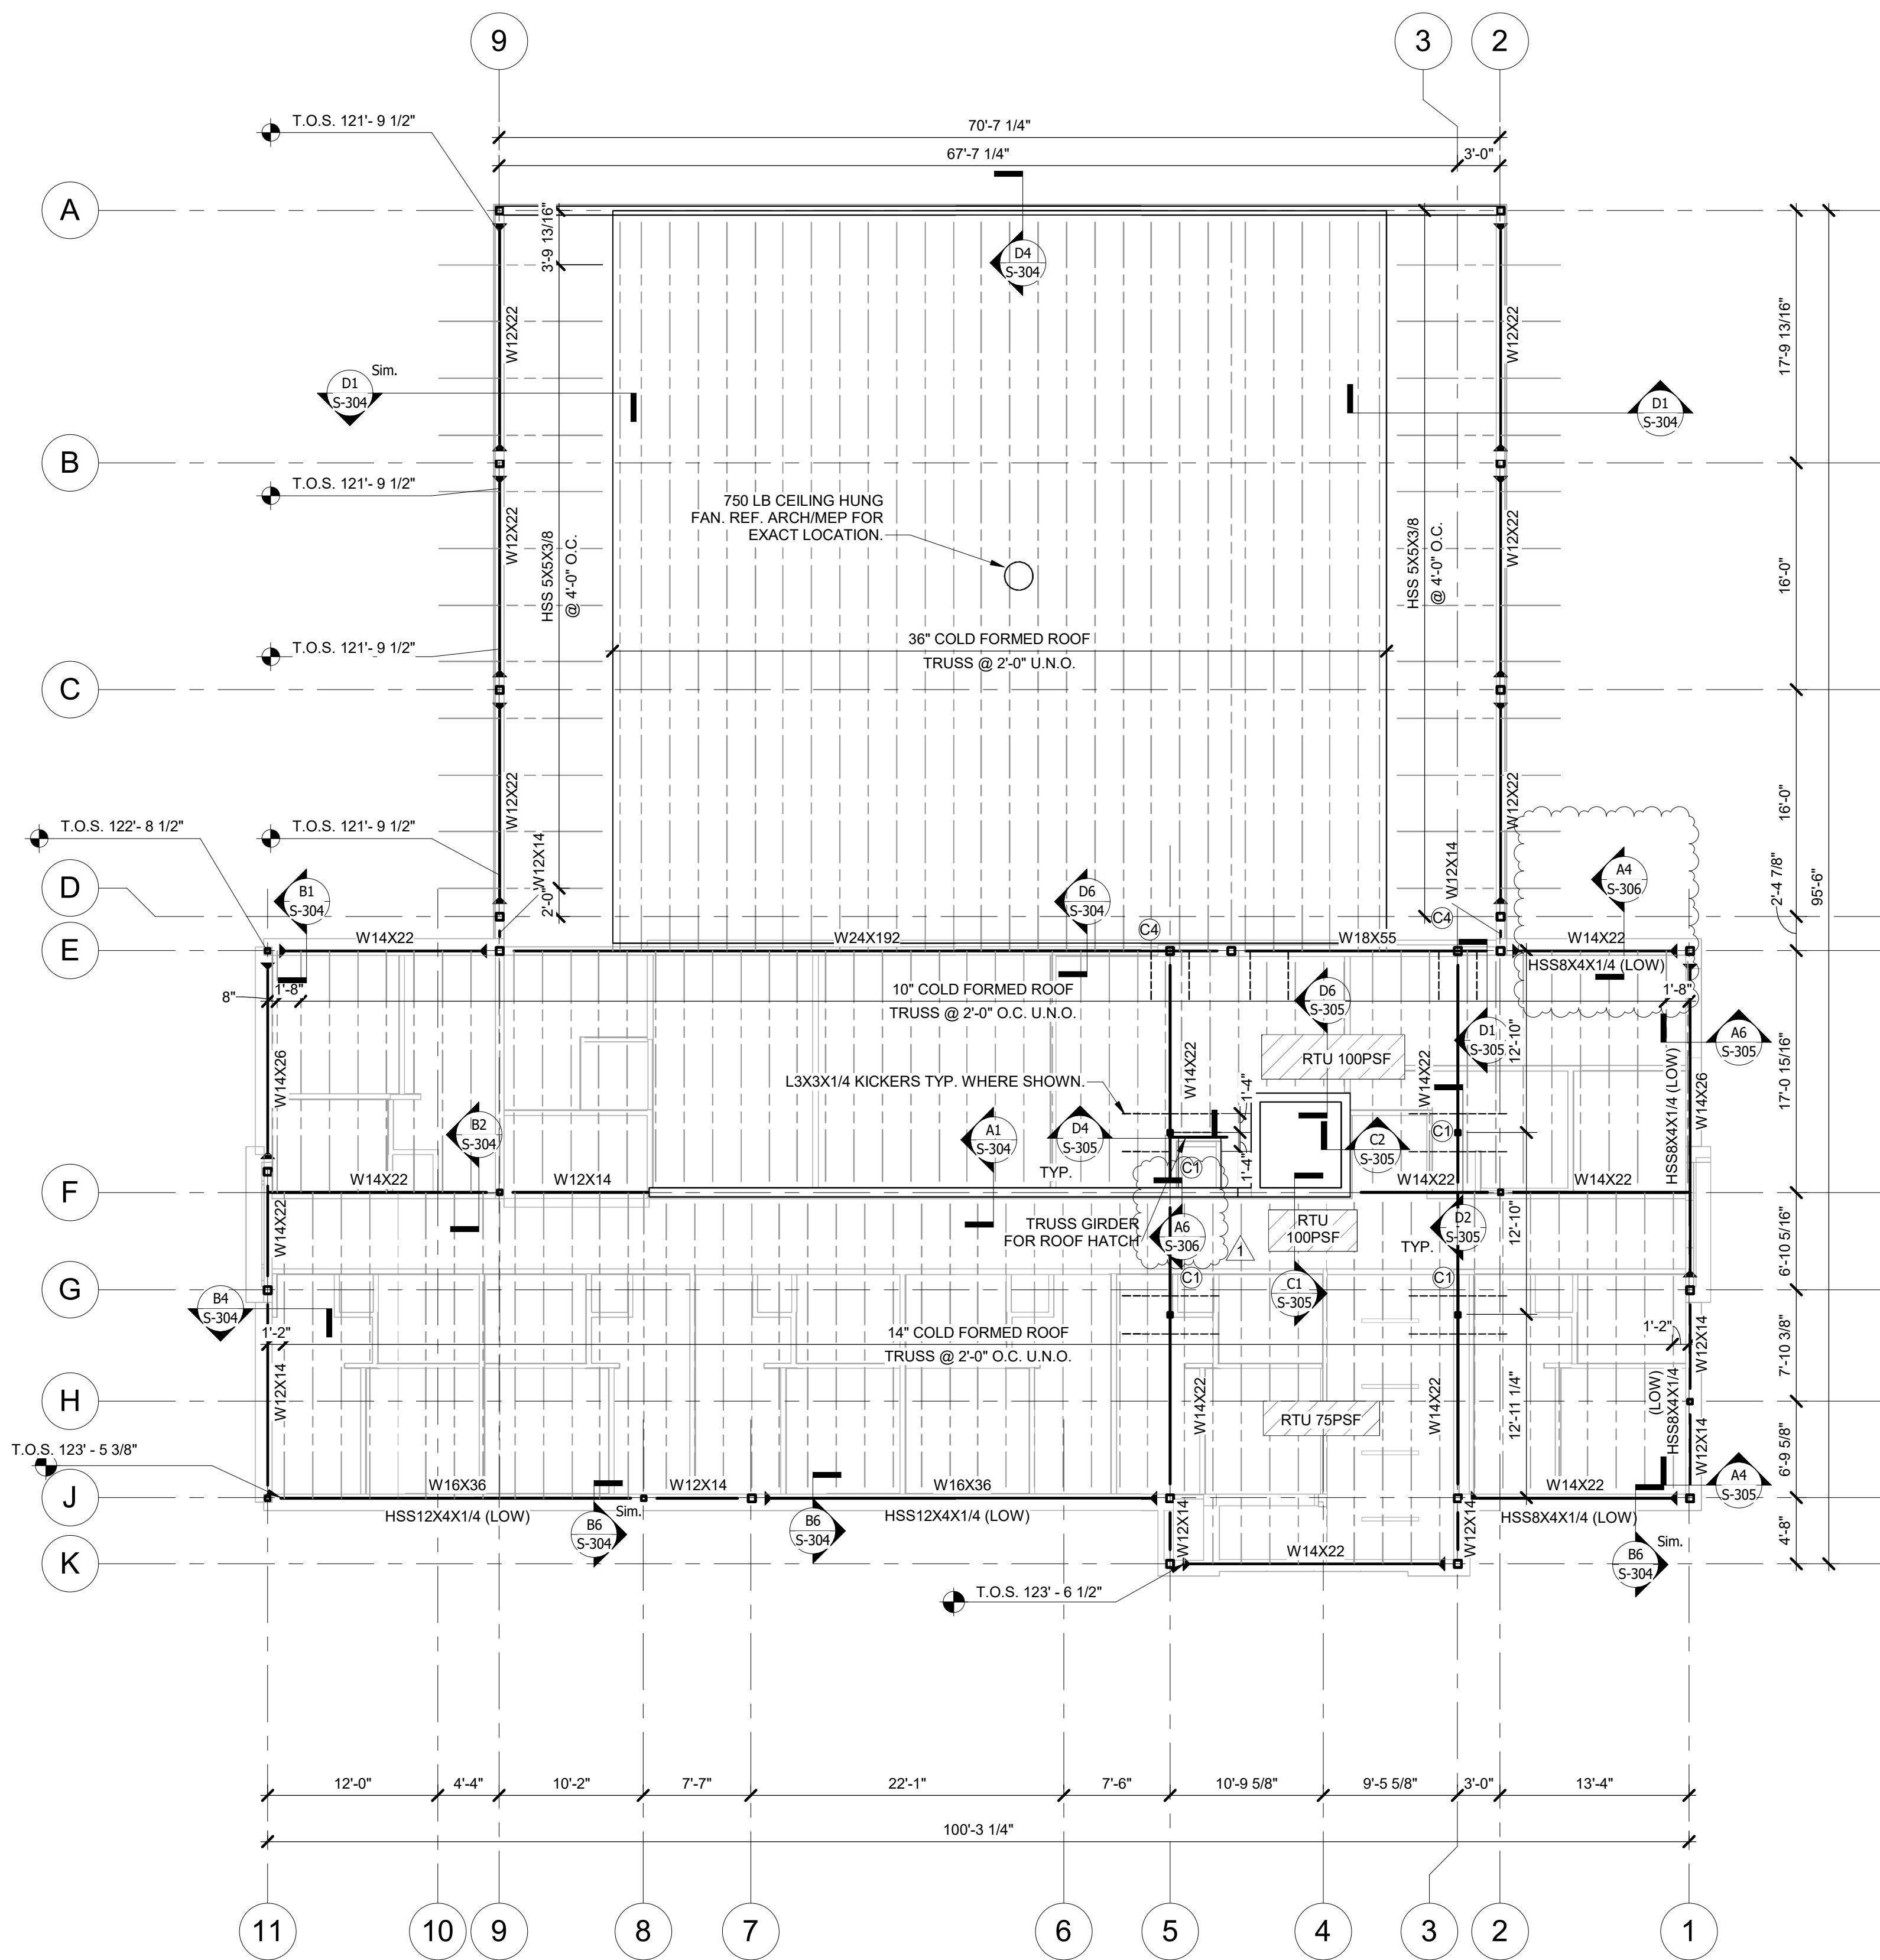 9
3
2
T.O.S. 121'- 9 1/2"
70'-7 1/4"
67'-7 1/4"
3'-0"
A
3'-9 13/16"
D4
S-304
W12X22
W12X22
17'-9 13/16"
D1
S-304
Sim.
D1
S-304
B
T.O.S. 121'- 9 1/2"
750 LB CEILING HUNG
FAN. REF. ARCH/MEP FOR
EXACT LOCATION.
W12X22
HSS 5X5X3/8
@ 4'-0" O.C.
HSS 5X5X3/8
@ 4'-0" O.C.
W12X22
16'-0"
T.O.S. 121'- 9 1/2"
36" COLD FORMED ROOF
TRUSS @ 2'-0" U.N.O.
C
W12X22
W12X22
16'-0"
T.O.S. 122'- 8 1/2"
T.O.S. 121'- 9 1/2"
W12X14
2'-0"
W12X14
A4
S-306
2'-4 7/8"
95'-6"
D
B1
S-304
D6
S-304
C4
C4
E
W14X22
W24X192
W18X55
W14X22
HSS8X4X1/4 (LOW)
8"
1'-8"
10" COLD FORMED ROOF
TRUSS @ 2'-0" O.C. U.N.O.
D6
S-305
1'-8"
D1
S-305
12'-10"
A6
S-305
RTU 100PSF
W14X26
W14X22
W14X22
HSS8X4X1/4 (LOW)
W14X26
17'-0 15/16"
L3X3X1/4 KICKERS TYP. WHERE SHOWN.
1'-4"
B2
S-304
A1
S-304
D4
S-305
C1
C2
S-305
TYP.
C1
1'-4"
F
W14X22
W12X14
W14X22
W14X22
W14X22
TRUSS GIRDER
FOR ROOF HATCH
A6
S-306
1
RTU
100PSF
D2
S-305
TYP.
12'-10"
6'-10 5/16"
G
C1
C1
C1
S-305
B4
S-304
1'-2"
14" COLD FORMED ROOF
TRUSS @ 2'-0" O.C. U.N.O.
1'-2"
W12X14
7'-10 3/8"
H
W12X14
W14X22
RTU 75PSF
W14X22
12'-11 1/4"
HSS8X4X1/4
(LOW)
W12X14
6'-9 5/8"
T.O.S. 123' - 5 3/8"
J
W16X36
W12X14
W16X36
W14X22
A4
S-305
HSS12X4X1/4 (LOW)
Sim.
B6
S-304
B6
S-304
HSS12X4X1/4 (LOW)
W12X14
W12X14
HSS8X4X1/4 (LOW)
4'-8"
K
W14X22
Sim.
B6
S-304
T.O.S. 123' - 6 1/2"
12'-0"
4'-4"
10'-2"
7'-7"
22'-1"
7'-6"
10'-9 5/8"
9'-5 5/8"
3'-0"
13'-4"
100'-3 1/4"
11
10
9
8
7
6
5
4
3
2
1